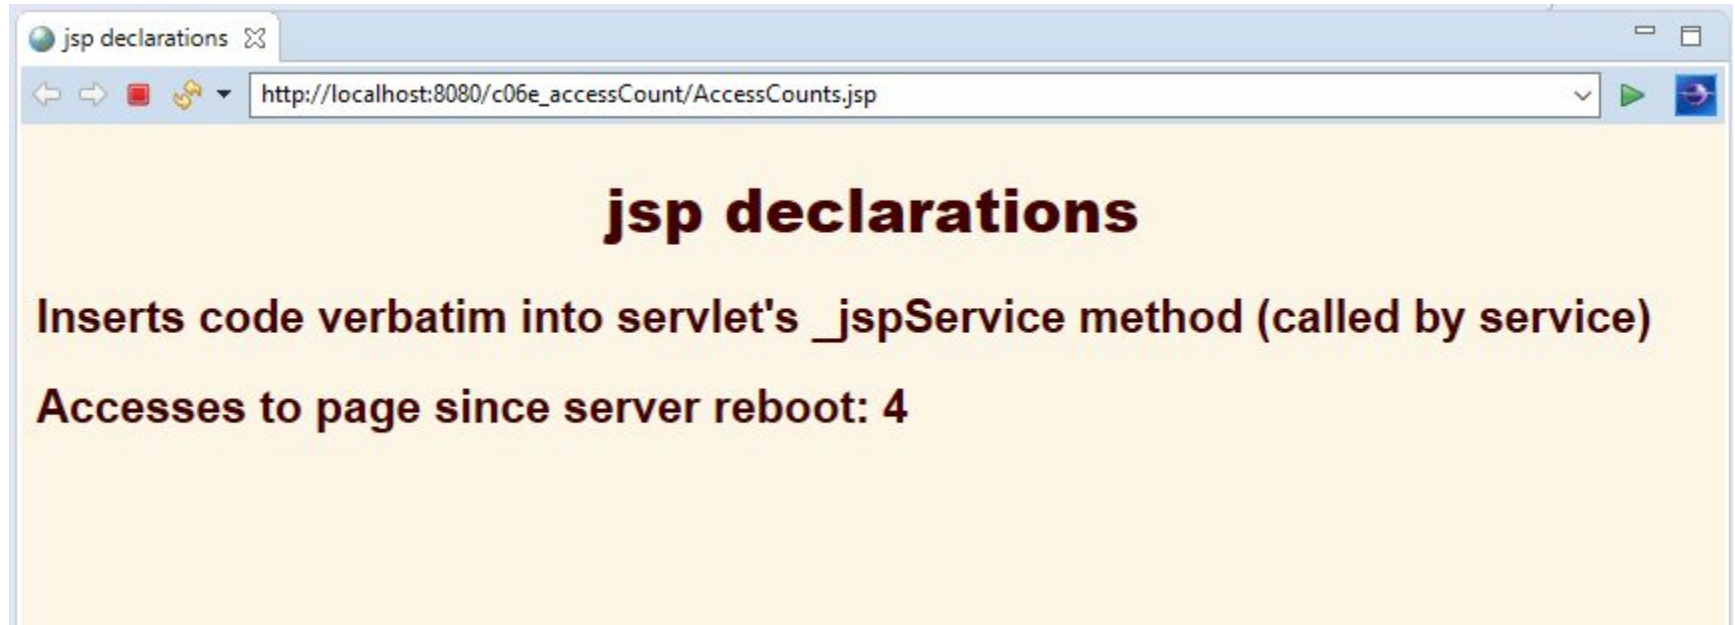 jsp declarations
http://localhost:8080/c06e_accessCount/AccessCounts.jsp
jsp declarations
Inserts code verbatim into servlet's _jspService method (called by service)
Accesses to page since server reboot: 4